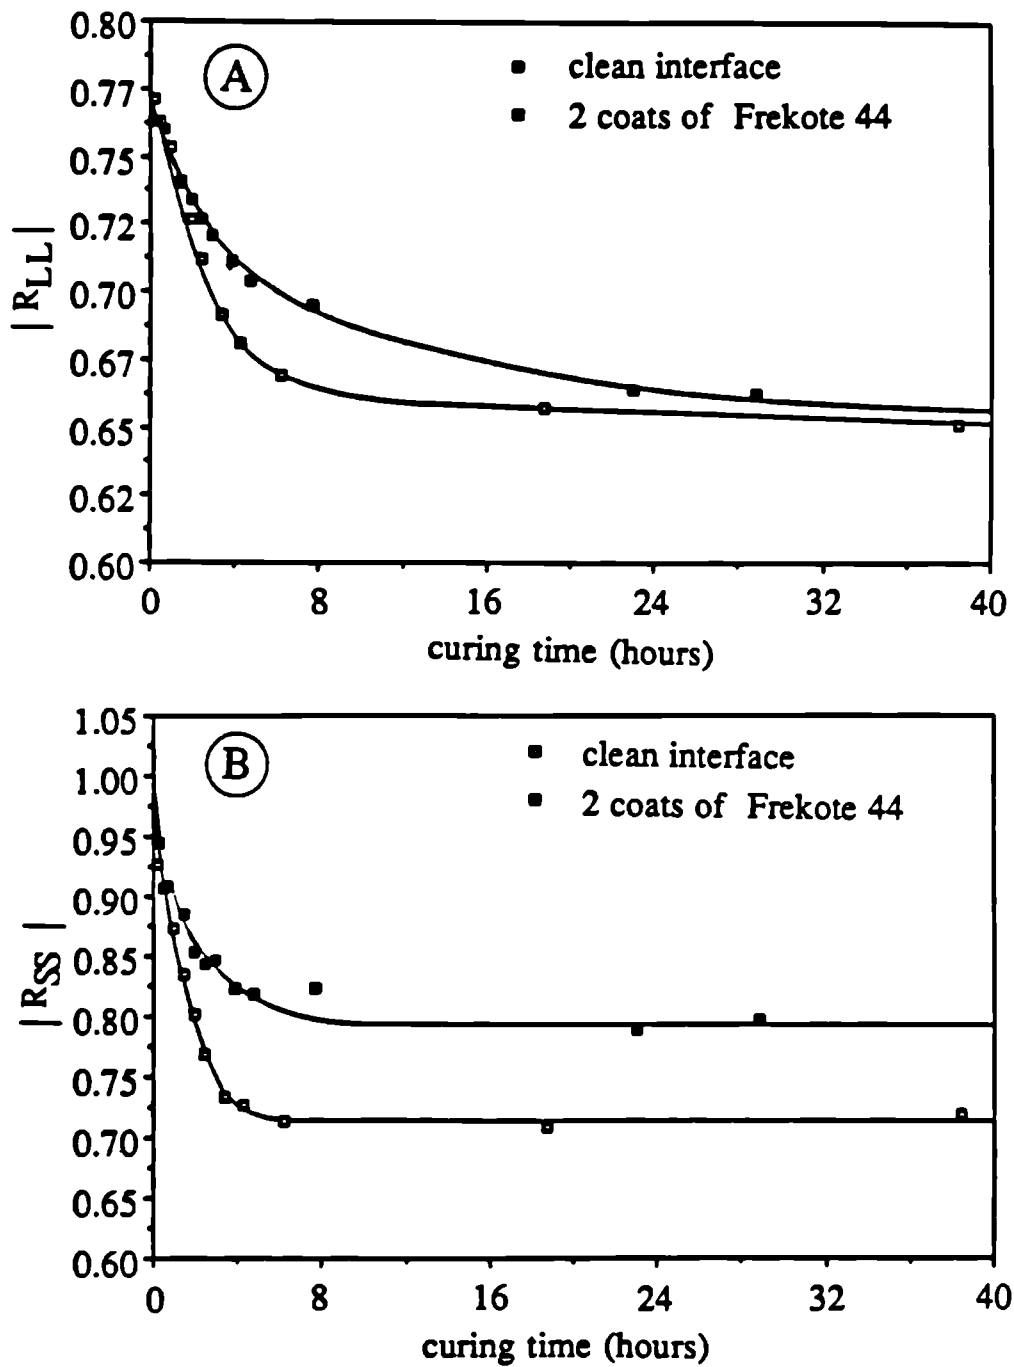 0.80
A
clean interface
0.77
2 coats of Frekote 44
0.75
0.72
|RLL|
0.70
0.67
0.65
0.62
0.60
0 8 16 24 32 40
curing time (hours)
1.05
B
clean interface
1.00
2 coats of Frekote 44
0.95
0.90
|RSS|
0.85
0.80
0.75
0.70
0.65
0.60
0 8 16 24 32 40
curing time (hours)